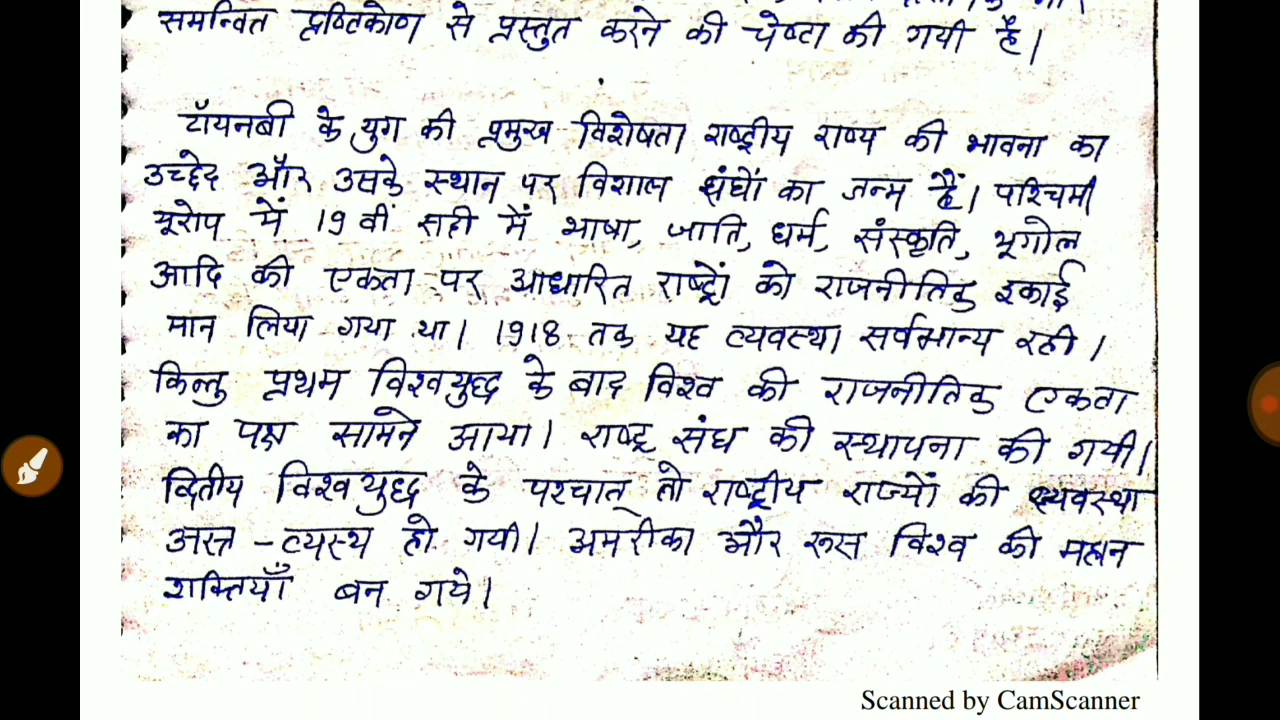 समन्वित दृष्टिकोण से प्रस्तुत करने की चेष्टा की गयी है।
टॉयनबी के युग की प्रमुख विशेषता राष्ट्रीय राज्य की भावना का
उच्छेद और उसके स्थान पर विशाल संघों का जन्म हैं। पश्चिमी
यूरोप में 19 वीं सदी में भाषा, जाति, धर्म, संस्कृति, भूगोल
आदि की एकता पर आधारित राष्ट्रों को राजनीतिक इकाई
मान लिया गया था। 1918 तक यह व्यवस्था सर्वमान्य रही।
किन्तु प्रथम विश्वयुद्ध के बाद विश्व की राजनीतिक एकता
का पक्ष सामने आया। राष्ट्र संघ की स्थापना की गयी।
द्वितीय विश्वयुद्ध के पश्चात् तो राष्ट्रीय राज्यों की व्यवस्था
अस्त - व्यस्थ हो गयी। अमरीका और रूस विश्व की महान
शक्तियाँ बन गये।
Scanned by CamScanner